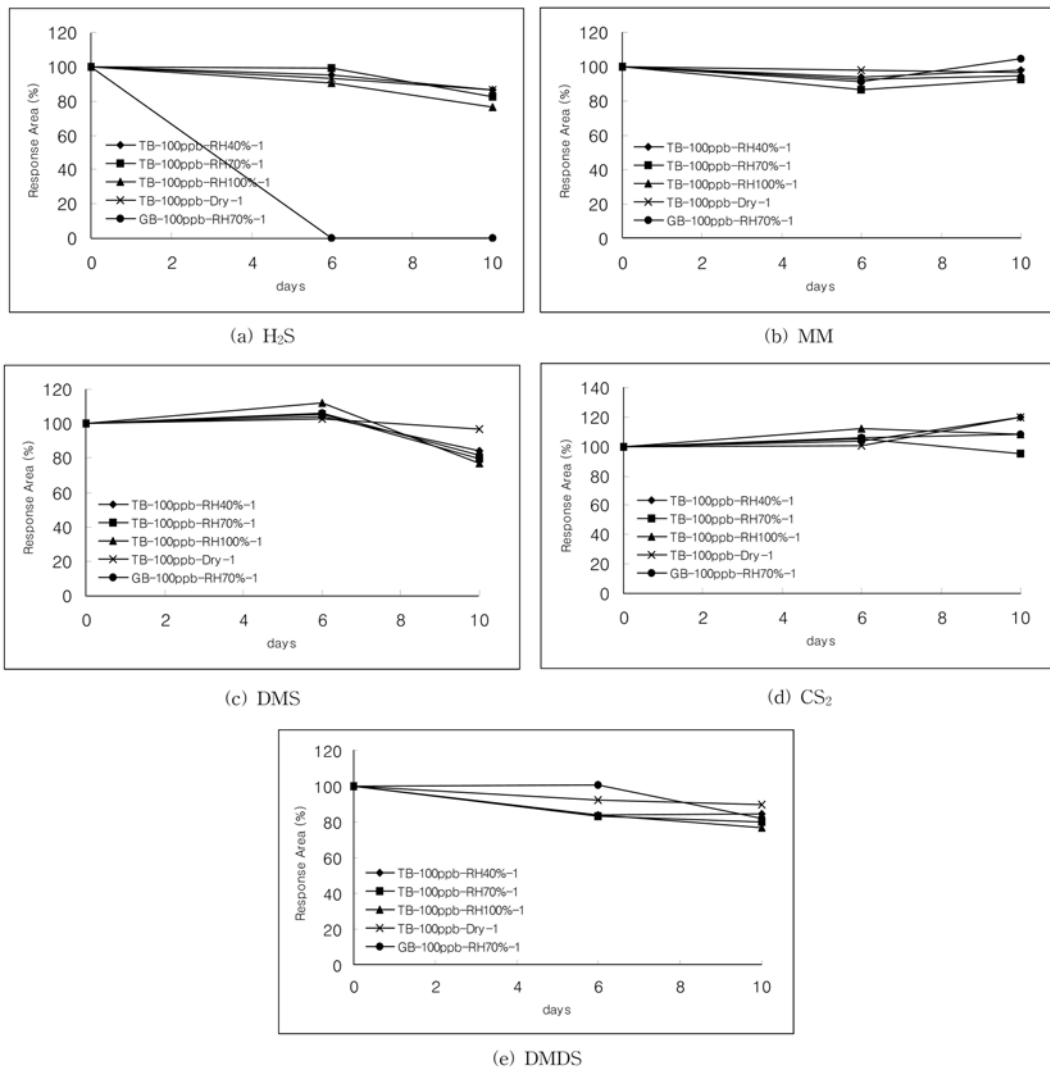 120
100
80
60
40
20
0
Response Area (%)
TB-100ppb-RH40%-1
TB-100ppb-RH70%-1
TB-100ppb-RH100%-1
TB-100ppb-Dry-1
GB-100ppb-RH70%-1
0 2 4 6 8 10
days
(a) H₂S
120
100
80
60
40
20
0
Response Area (%)
TB-100ppb-RH40%-1
TB-100ppb-RH70%-1
TB-100ppb-RH100%-1
TB-100ppb-Dry-1
GB-100ppb-RH70%-1
0 2 4 6 8 10
days
(b) MM
120
100
80
60
40
20
0
Response Area (%)
TB-100ppb-RH40%-1
TB-100ppb-RH70%-1
TB-100ppb-RH100%-1
TB-100ppb-Dry-1
GB-100ppb-RH70%-1
0 2 4 6 8 10
days
(c) DMS
140
120
100
80
60
40
20
0
Response Area (%)
TB-100ppb-RH40%-1
TB-100ppb-RH70%-1
TB-100ppb-RH100%-1
TB-100ppb-Dry-1
GB-100ppb-RH70%-1
0 2 4 6 8 10
days
(d) CS₂
120
100
80
60
40
20
0
Response Area (%)
TB-100ppb-RH40%-1
TB-100ppb-RH70%-1
TB-100ppb-RH100%-1
TB-100ppb-Dry-1
GB-100ppb-RH70%-1
0 2 4 6 8 10
days
(e) DMDS